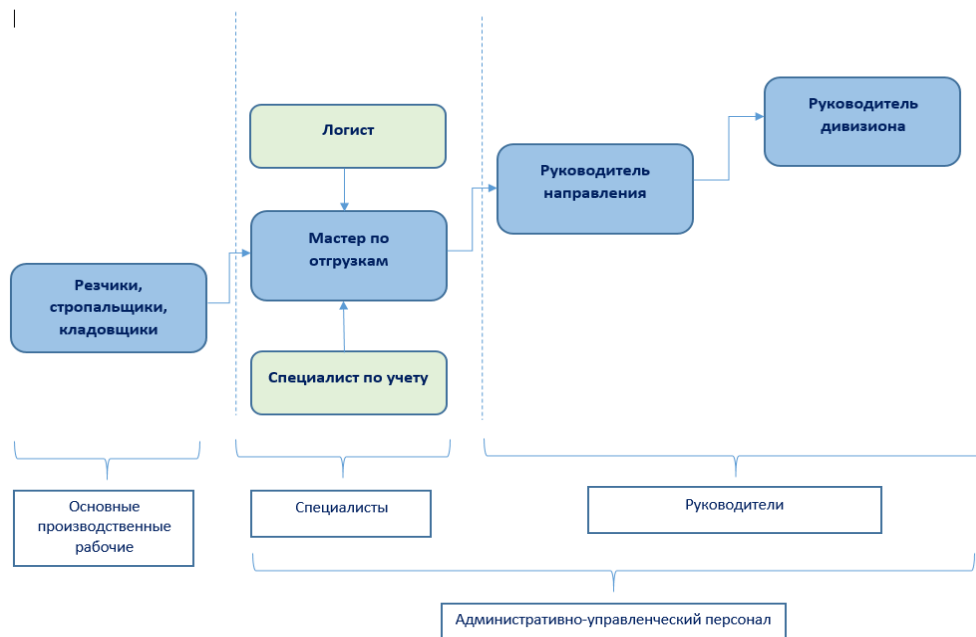 Руководитель
дивизиона
Логист
Руководитель
направления
Мастер по
отгрузкам
Резчики,
стропальщики,
кладовщики
Специалист по учету
Основные
производственные
рабочие
Специалисты
Руководители
Административно-управленческий персонал